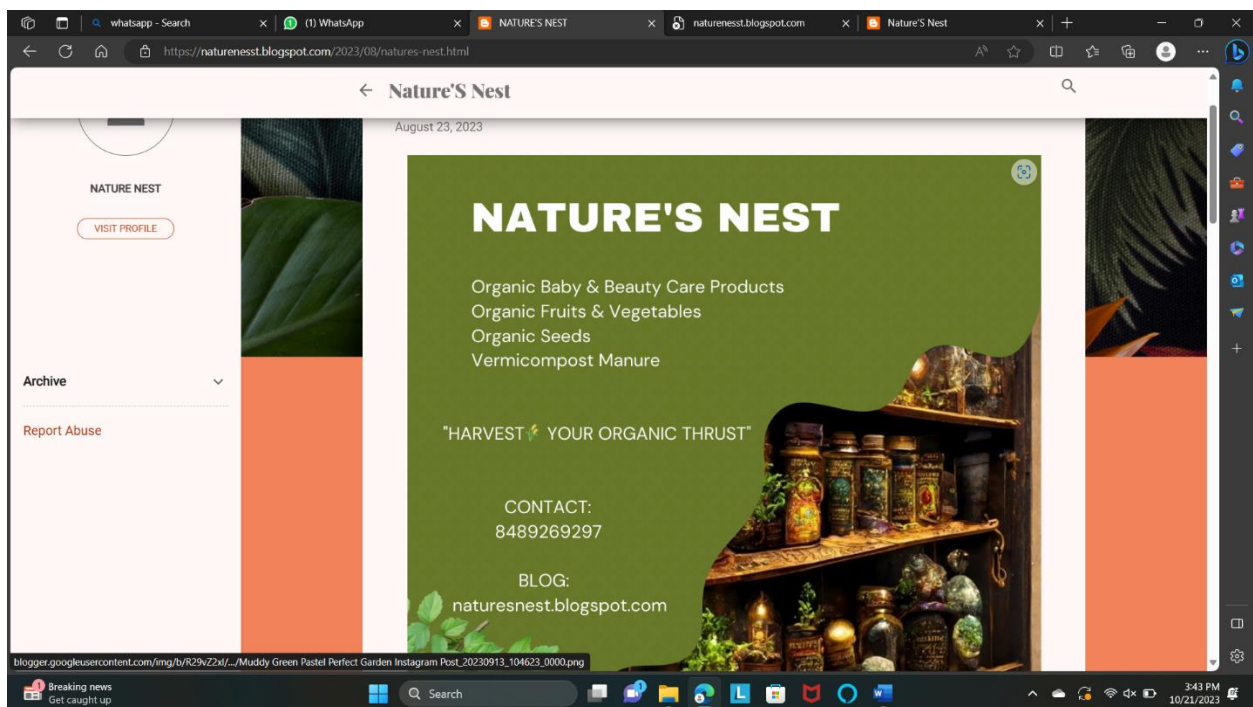 whatsapp - Search
(1) WhatsApp
NATURE'S NEST
naturenesst.blogspot.com
Nature'S Nest
https://naturenesst.blogspot.com/2023/08/natures-nest.html
Nature'S Nest
August 23, 2023
NATURE NEST
VISIT PROFILE
Archive
Report Abuse
NATURE'S NEST
Organic Baby & Beauty Care Products
Organic Fruits & Vegetables
Organic Seeds
Vermicompost Manure
"HARVEST🌾 YOUR ORGANIC THRUST"
CONTACT:
8489269297
BLOG:
naturesnest.blogspot.com
blogger.googleusercontent.com/img/b/R29vZ2xl/.../Muddy Green Pastel Perfect Garden Instagram Post_20230913_104623_0000.png
Breaking news
Get caught up
Search
3:43 PM
10/21/2023